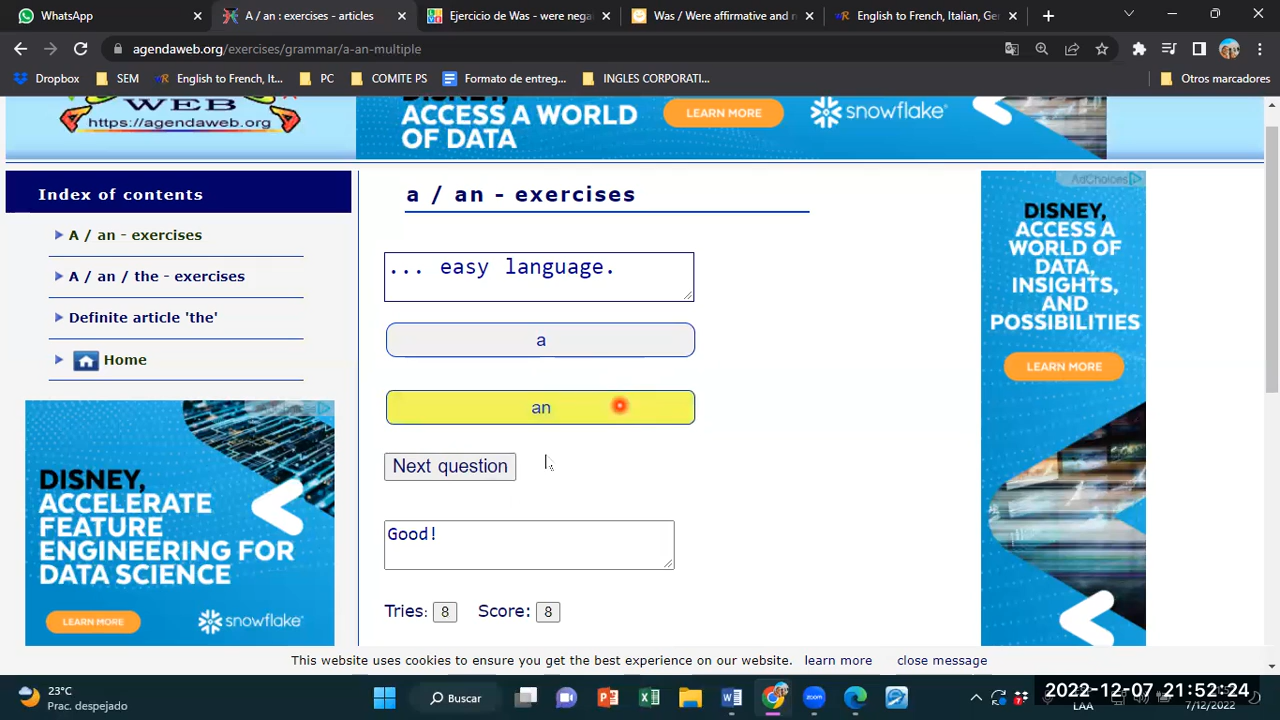 WhatsApp
A / an : exercises - articles
Ejercicio de Was - were nega
Was / Were affirmative and n
English to French, Italian, Ger
agendaweb.org/exercises/grammar/a-an-multiple
Dropbox
SEM
English to French, It...
PC
COMITE PS
Formato de entreg...
INGLES CORPORATI...
Otros marcadores
WEB
https://agendaweb.org
DISNEY,
ACCESS A WORLD
OF DATA
LEARN MORE
snowflake
Index of contents
A / an - exercises
A / an / the - exercises
Definite article 'the'
Home
DISNEY,
ACCELERATE
FEATURE
ENGINEERING FOR
DATA SCIENCE
LEARN MORE
snowflake
a / an - exercises
... easy language.
a
an
Next question
Good!
Tries: 8 Score: 8
AdChoices
DISNEY,
ACCESS A
WORLD OF
DATA,
INSIGHTS,
AND
POSSIBILITIES
LEARN MORE
This website uses cookies to ensure you get the best experience on our website. learn more close message
23°C
Prac. despejado
Buscar
zoom
LAA
2022-12-07 21:52:24
7/12/2022